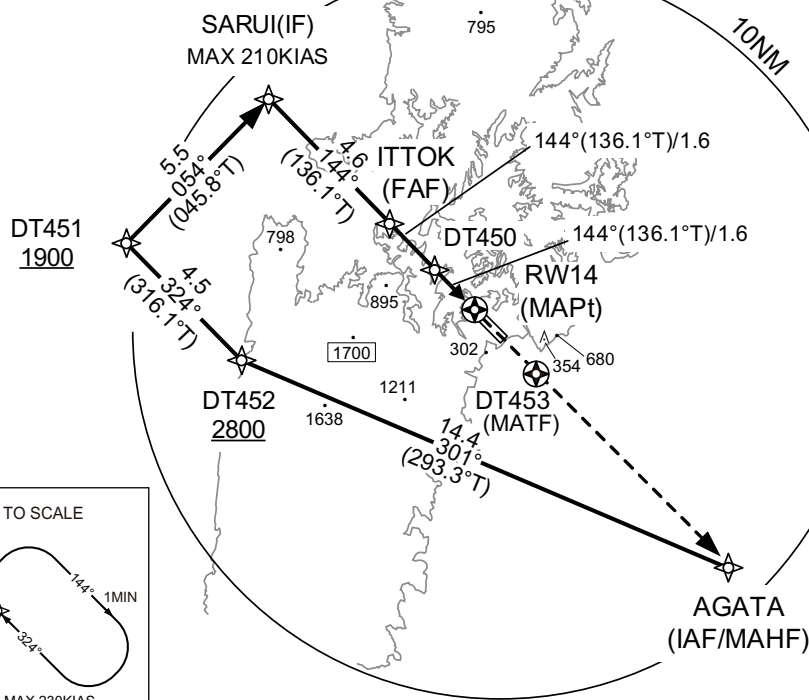 SARUI(IF)
MAX 210KIAS
795
10NM
5.5
054°
(045.8°T)
4.6
144°
(136.1°T)
ITTOK
(FAF)
144°(136.1°T)/1.6
DT451
1900
798
DT450
144°(136.1°T)/1.6
4.5
324°
(316.1°T)
895
RW14
(MAPt)
1700
302
354
680
DT452
2800
1211
1638
DT453
(MATF)
14.4
301°
(293.3°T)
AGATA
(IAF/MAHF)
TO SCALE
144°
1MIN
324°
MAX 230KIAS